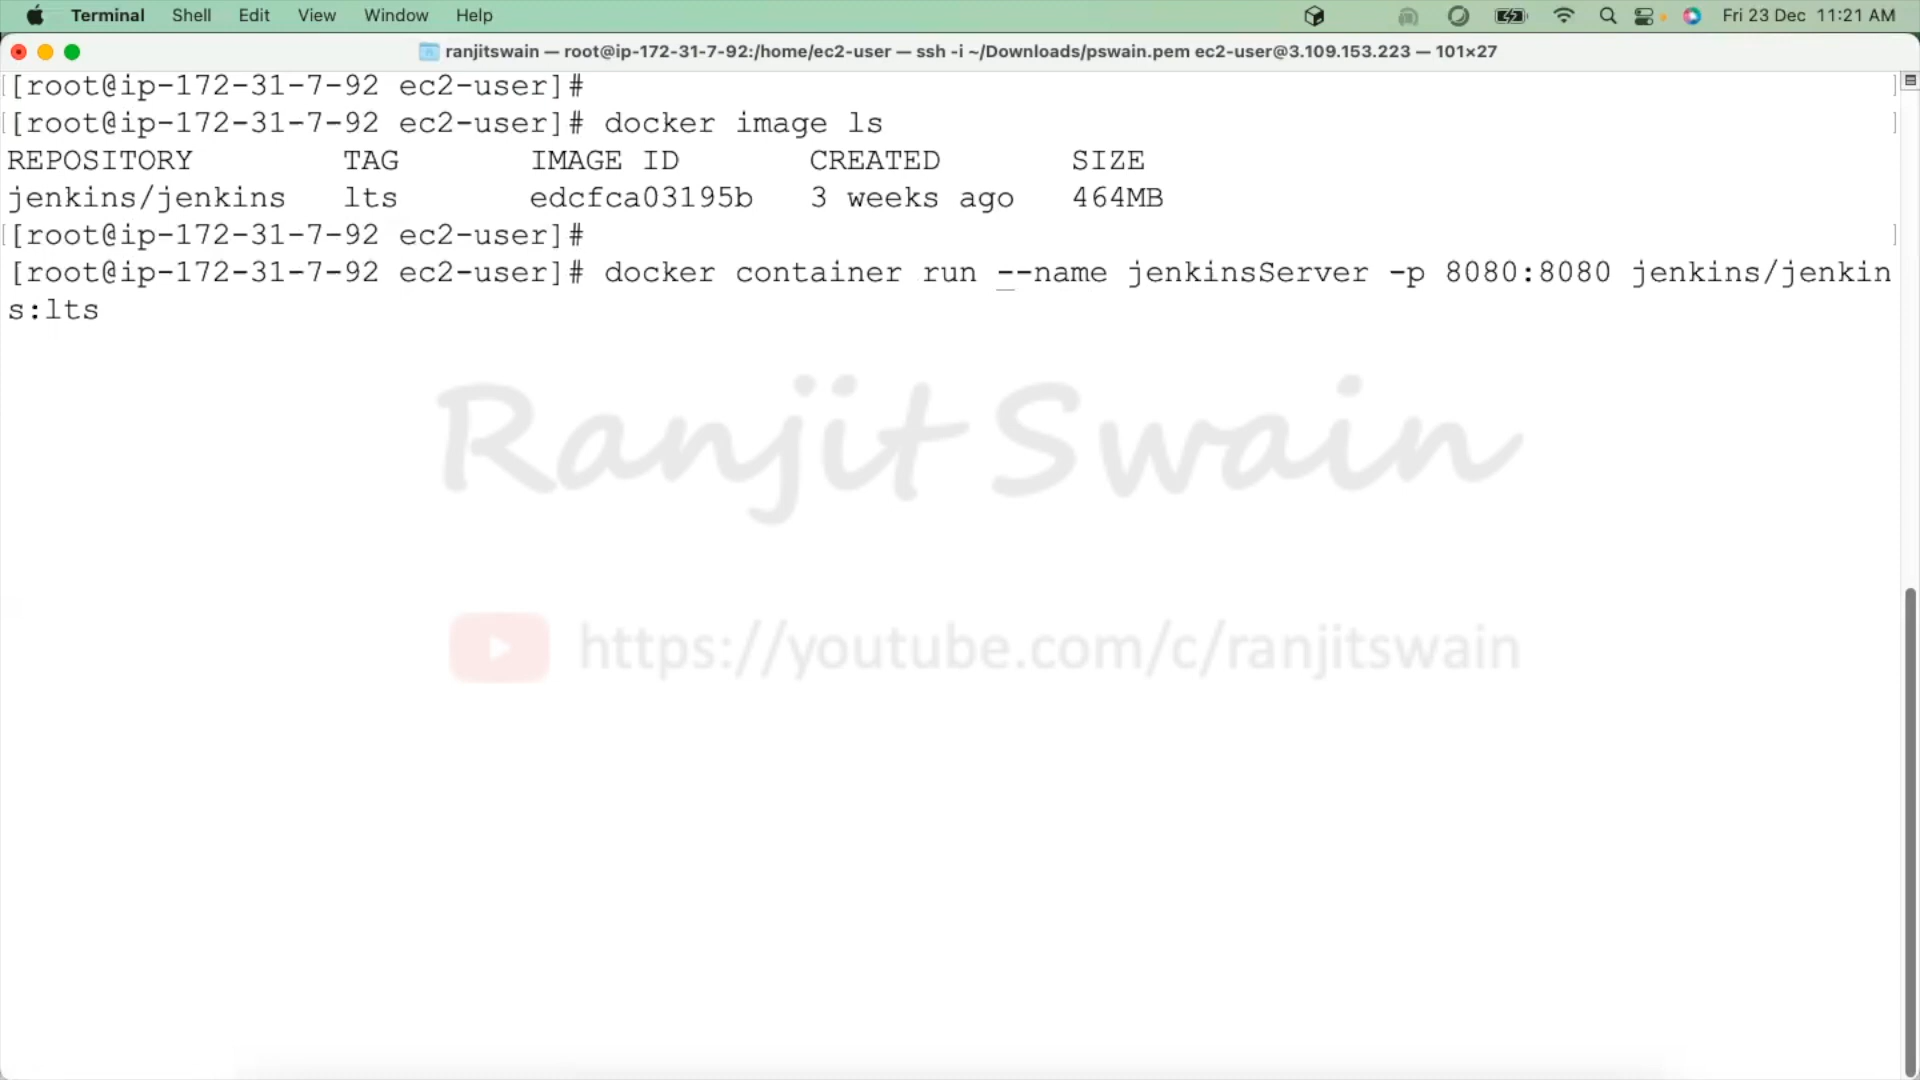 Terminal Shell Edit View Window Help Fri 23 Dec 11:21 AM
ranjitswain — root@ip-172-31-7-92:/home/ec2-user — ssh -i ~/Downloads/pswain.pem ec2-user@3.109.153.223 — 101×27
[[root@ip-172-31-7-92 ec2-user]# ]
[[root@ip-172-31-7-92 ec2-user]# docker image ls ]
REPOSITORY TAG IMAGE ID CREATED SIZE
jenkins/jenkins lts edcfca03195b 3 weeks ago 464MB
[[root@ip-172-31-7-92 ec2-user]# ]
[root@ip-172-31-7-92 ec2-user]# docker container run --name jenkinsServer -p 8080:8080 jenkins/jenkin
s:lts
Ranjit Swain
https://youtube.com/c/ranjitswain